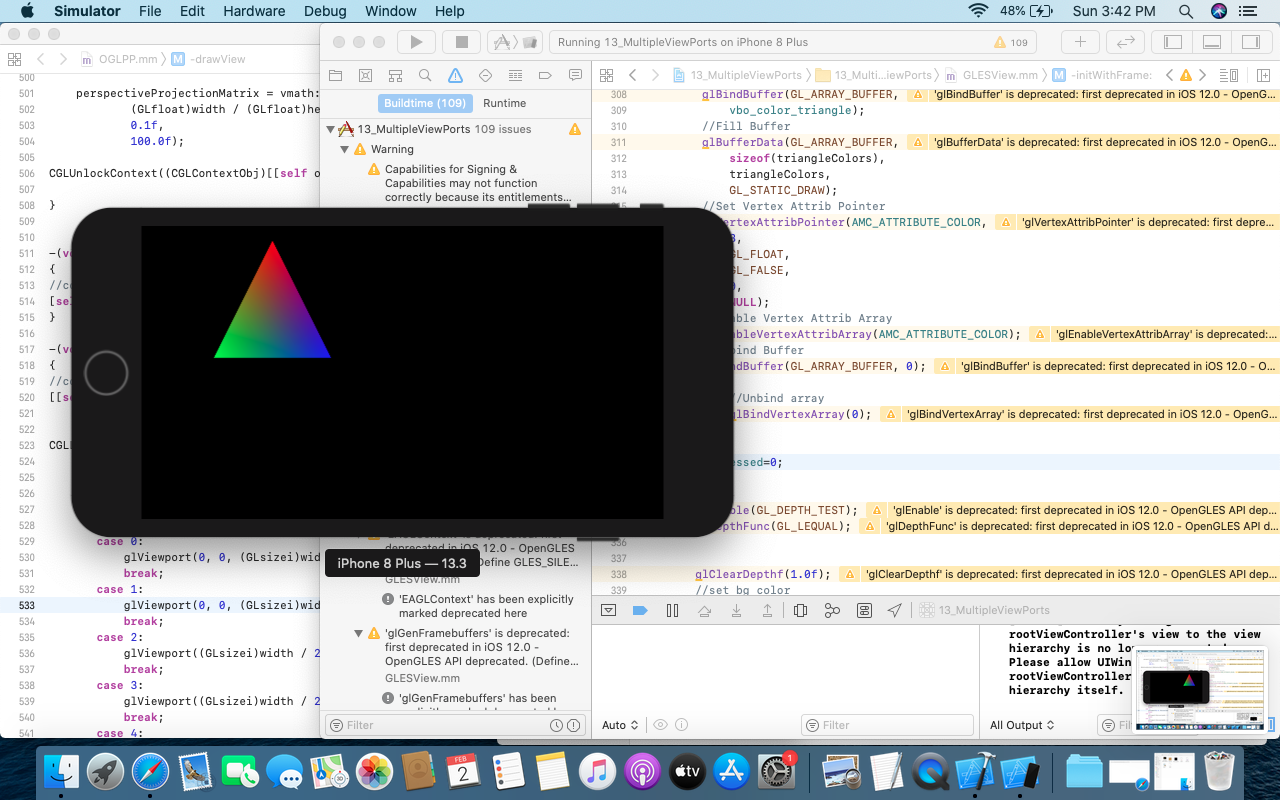 Simulator File Edit Hardware Debug Window Help 48% Sun 3:42 PM
OGLPP.mm -drawView
500
501 perspectiveProjectionMatrix = vmath:
502 (GLfloat)width / (GLfloat)he
503 0.1f,
504 100.0f);
505
506 CGLUnlockContext((CGLContextObj)[[self o
507
508 }
509
510
511 -(vo
512 {
513 //co
514 [sel
515 }
516
517 -(vo
518 {
519 //co
520 [[se
521
522
523 CGLL
524
525
526
527
528
529 case 0:
530 glViewport(0, 0, (GLsizei)wid
531 break;
532 case 1:
533 glViewport(0, 0, (GLsizei)wid
534 break;
535 case 2:
536 glViewport((GLsizei)width / 2
537 break;
538 case 3:
539 glViewport((GLsizei)width / 2
540 break;
541 case 4:
Running 13_MultipleViewPorts on iPhone 8 Plus 109
Buildtime (109) Runtime
13_MultipleViewPorts 109 issues
Warning
Capabilities for Signing &
Capabilities may not function
correctly because its entitlements...
iPhone 8 Plus — 13.3
deprecated in iOS 12.0 - OpenGLES
Define GLES_SILE...
GLESView.mm
'EAGLContext' has been explicitly
marked deprecated here
'glGenFramebuffers' is deprecated:
first deprecated in iOS 12.0 -
OpenGLES API deprecated. (Define...
GLESView.mm
'glGenFramebuffers' has been
Filter
13_MultipleViewPorts 13_Multi...iewPorts GLESView.mm -initWithFrame:
308 glBindBuffer(GL_ARRAY_BUFFER, 'glBindBuffer' is deprecated: first deprecated in iOS 12.0 - OpenG...
309 vbo_color_triangle);
310 //Fill Buffer
311 glBufferData(GL_ARRAY_BUFFER, 'glBufferData' is deprecated: first deprecated in iOS 12.0 - OpenG...
312 sizeof(triangleColors),
313 triangleColors,
314 GL_STATIC_DRAW);
//Set Vertex Attrib Pointer
ertexAttribPointer(AMC_ATTRIBUTE_COLOR, 'glVertexAttribPointer' is deprecated: first depre...
3,
GL_FLOAT,
GL_FALSE,
0,
NULL);
able Vertex Attrib Array
ableVertexAttribArray(AMC_ATTRIBUTE_COLOR); 'glEnableVertexAttribArray' is deprecated:...
bind Buffer
ndBuffer(GL_ARRAY_BUFFER, 0); 'glBindBuffer' is deprecated: first deprecated in iOS 12.0 - O...
//Unbind array
glBindVertexArray(0); 'glBindVertexArray' is deprecated: first deprecated in iOS 12.0 - OpenG...
essed=0;
ble(GL_DEPTH_TEST); 'glEnable' is deprecated: first deprecated in iOS 12.0 - OpenGLES API dep...
epthFunc(GL_LEQUAL); 'glDepthFunc' is deprecated: first deprecated in iOS 12.0 - OpenGLES API d...
336
337
338 glClearDepthf(1.0f); 'glClearDepthf' is deprecated: first deprecated in iOS 12.0 - OpenGLES API dep...
339 //set bg color
13_MultipleViewPorts
rootViewController's view to the view
hierarchy is no lon
Please allow UIWin
rootViewController
hierarchy itself.
Auto Filter All Output Fil
FEB
2
tv
1